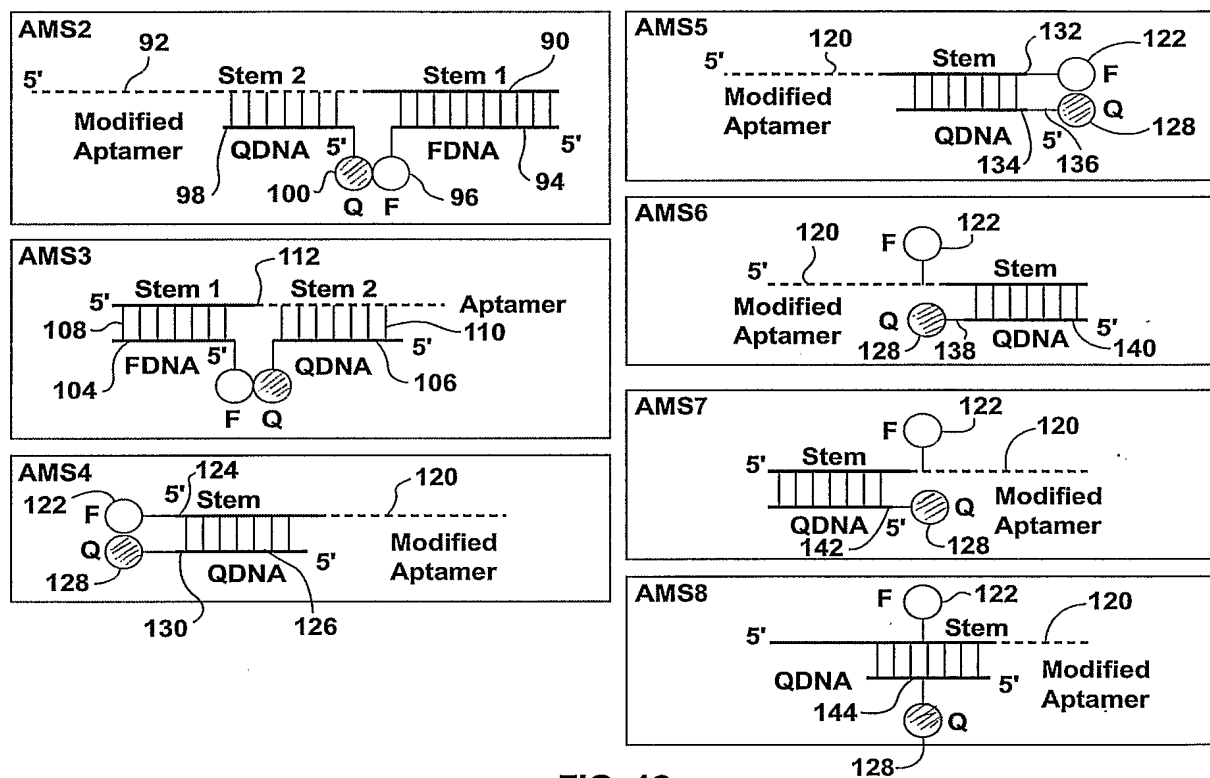 AMS2
92
90
5'
Stem 2
Stem 1
Modified
Aptamer
QDNA
5'
FDNA
5'
98
100
Q
F
96
94
AMS3
112
5'
Stem 1
Stem 2
Aptamer
108
110
5'
5'
104
FDNA
QDNA
106
F
Q
AMS4
124
122
5'
Stem
120
F
Q
Modified
Aptamer
5'
128
QDNA
130
126
AMS5
120
Stem
132
122
5'
F
Modified
Aptamer
Q
QDNA
5'
128
134
136
AMS6
120
F
122
5'
Stem
Modified
Aptamer
Q
5'
128
138
QDNA
140
AMS7
122
F
120
5'
Stem
Modified
Aptamer
QDNA
5'
Q
142
128
AMS8
F
122
120
5'
Stem
Modified
Aptamer
QDNA
5'
144
Q
128